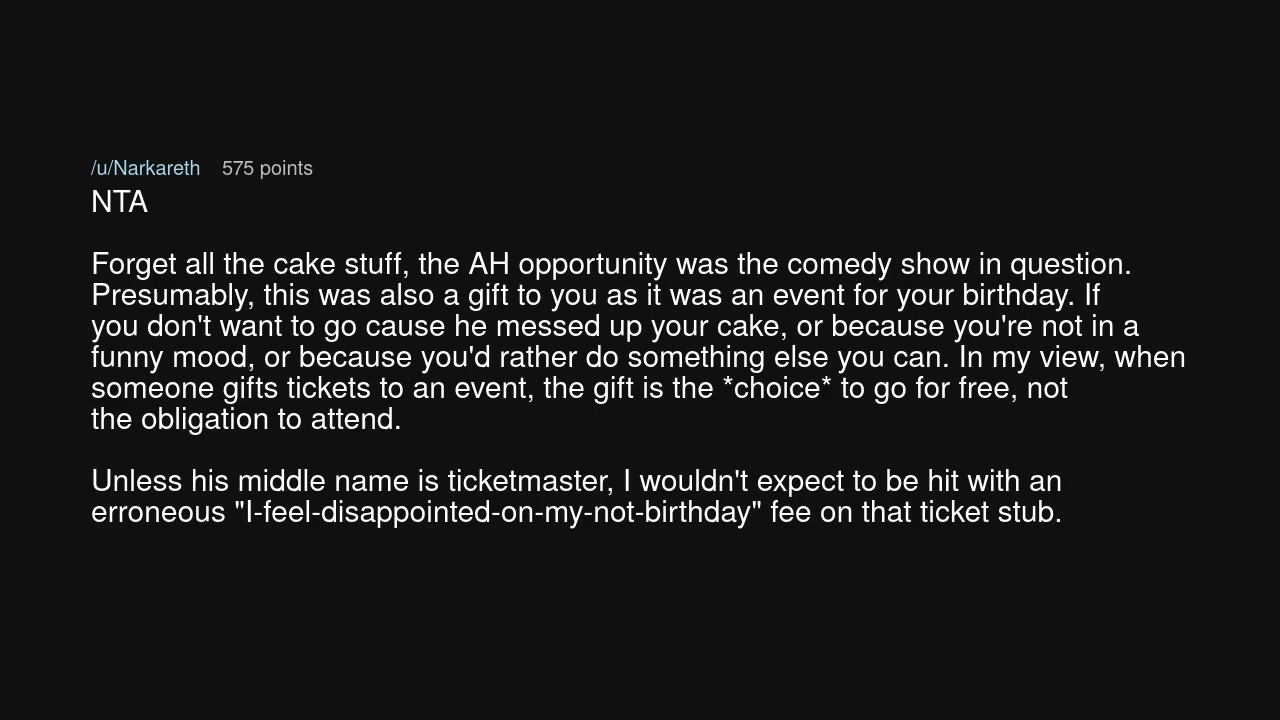 /u/Narkareth 575 points
NTA
Forget all the cake stuff, the AH opportunity was the comedy show in question.
Presumably, this was also a gift to you as it was an event for your birthday. If
you don't want to go cause he messed up your cake, or because you're not in a
funny mood, or because you'd rather do something else you can. In my view, when
someone gifts tickets to an event, the gift is the *choice* to go for free, not
the obligation to attend.
Unless his middle name is ticketmaster, I wouldn't expect to be hit with an
erroneous "I-feel-disappointed-on-my-not-birthday" fee on that ticket stub.